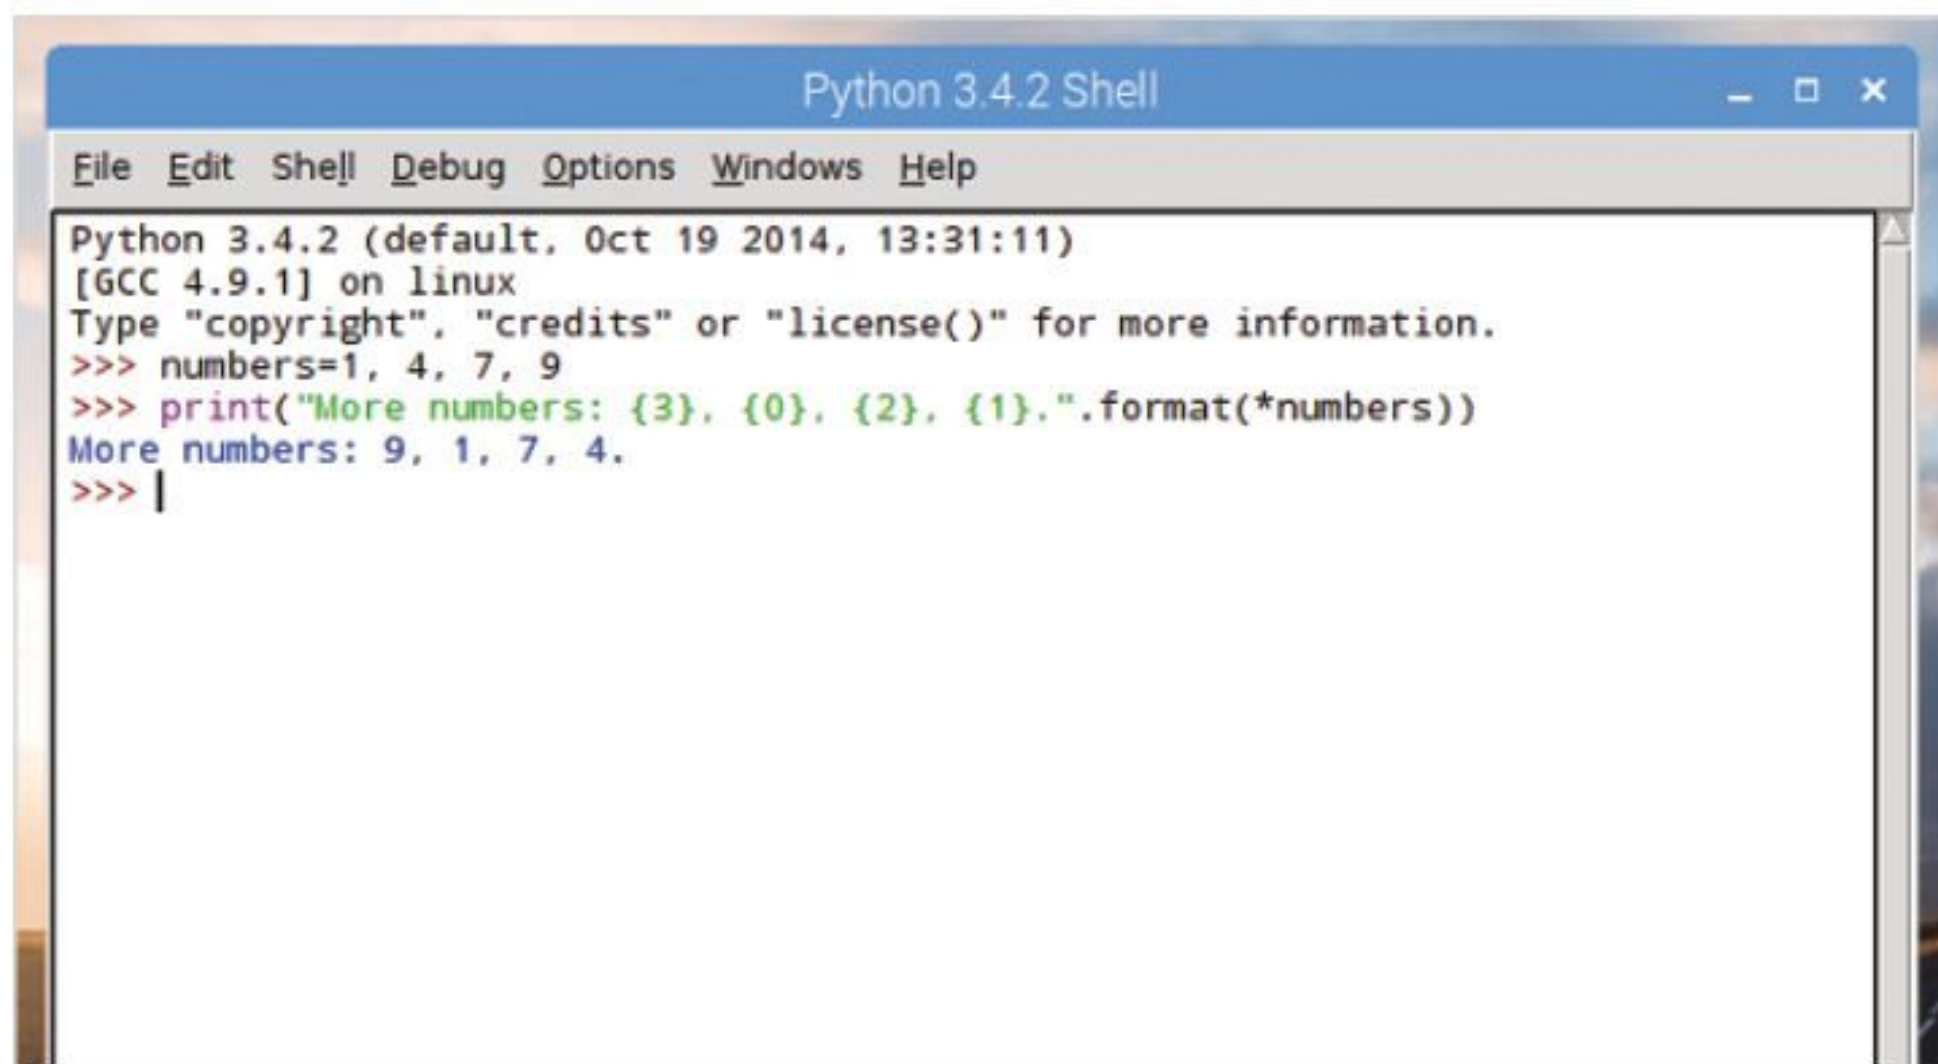 Python 3.4.2 Shell
File Edit Shell Debug Options Windows Help
Python 3.4.2 (default, Oct 19 2014, 13:31:11)
[GCC 4.9.1] on linux
Type "copyright", "credits" or "license()" for more information.
>>> numbers=1, 4, 7, 9
>>> print("More numbers: {3}, {0}, {2}, {1}.".format(*numbers))
More numbers: 9, 1, 7, 4.
>>>